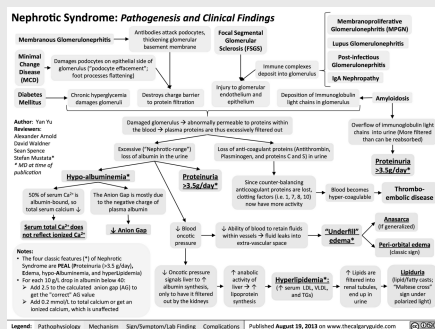 Nephrotic Syndrome: Pathogenesis and Clinical Findings
Membranous Glomerulonephritis
Antibodies attack podocytes,
thickening glomerular
basement membrane
Focal Segmental
Glomerular
Sclerosis (FSGS)
Membranoproliferative
Glomerulonephritis (MPGN)
Lupus Glomerulonephritis
Post-infectious
Glomerulonephritis
IgA Nephropathy
Minimal
Change
Disease
(MCD)
Damages podocytes on epithelial side of
glomerulus ("podocyte effacement";
foot processes flattening)
Immune complexes
deposit into glomerulus
Diabetes
Mellitus
Chronic hyperglycemia
damages glomeruli
Destroys charge barrier
to protein filtration
Injury to glomerular
endothelium and
epithelium
Deposition of Immunoglobulin
light chains in glomerulus
Amyloidosis
Author: Yan Yu
Reviewers:
Alexander Arnold
David Waldner
Sean Spence
Stefan Mustata*
* MD at time of
publication
Damaged glomerulus → abnormally permeable to proteins within
the blood → plasma proteins are thus excessively filtered out
Overflow of immunoglobulin
light chains into urine (More filtered
than can be reabsorbed)
Excessive ("Nephrotic-range")
loss of albumin in the urine
Loss of anti-coagulant proteins (Antithrombin,
Plasminogen, and proteins C and S) in urine
Proteinuria
>3.5g/day*
Hypo-albuminemia*
Proteinuria
>3.5g/day*
50% of serum Ca²⁺ is
albumin-bound, so
total serum calcium ↓
The Anion Gap is mostly due
to the negative charge of
plasma albumin
Since counter-balancing
anticoagulant proteins are lost,
clotting factors (i.e. 1, 7, 8, 10)
now have more activity
Blood becomes
hyper-coagulable
Thrombo-
embolic disease
Serum total Ca²⁺ does
not reflect ionized Ca²⁺
↓ Anion Gap
↓ Blood
oncotic
pressure
↓ Ability of blood to retain fluids
within vessels → fluid leaks into
extra-vascular space
"Underfill"
edema*
Anasarca
(If generalized)
Peri-orbital edema
(classic sign)
Notes:
• The four classic features (*) of Nephrotic
Syndrome are PEAL (Proteinuria (>3.5 g/day),
Edema, hypo-Albuminemia, and hyperLipidemia)
• For each 10 g/L drop in albumin below 40:
➢ Add 2.5 to the calculated anion gap (AG) to
get the "correct" AG value
➢ Add 0.2 mmol/L to total calcium or get an
ionized calcium, which is unaffected
↓ Oncotic pressure
signals liver to ↑
albumin synthesis,
only to have it filtered
out by the kidneys
↑ anabolic
activity of
liver → ↑
lipoprotein
synthesis
Hyperlipidemia*:
(↑ serum LDL, VLDL,
and TGs)
↑ Lipids are
filtered into
renal tubules,
end up in
urine
Lipiduria
(lipid/fatty casts;
"Maltese cross"
sign under
polarized light)
Legend: Pathophysiology Mechanism Sign/Symptom/Lab Finding Complications Published August 19, 2013 on www.thecalgaryguide.com